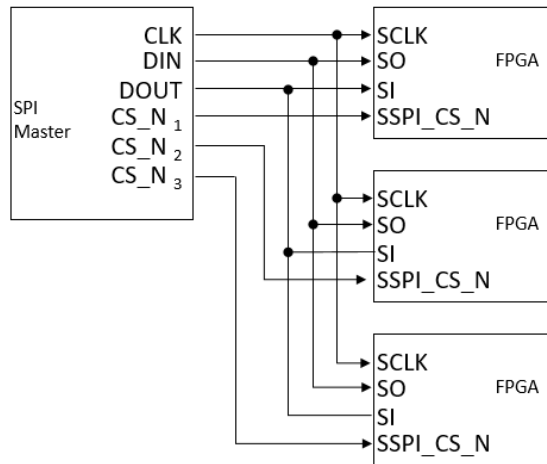 SPI
Master
CLK
DIN
DOUT
CS_N 1
CS_N 2
CS_N 3
SCLK
SO
SI
SSPI_CS_N
FPGA
SCLK
SO
SI
SSPI_CS_N
FPGA
SCLK
SO
SI
SSPI_CS_N
FPGA